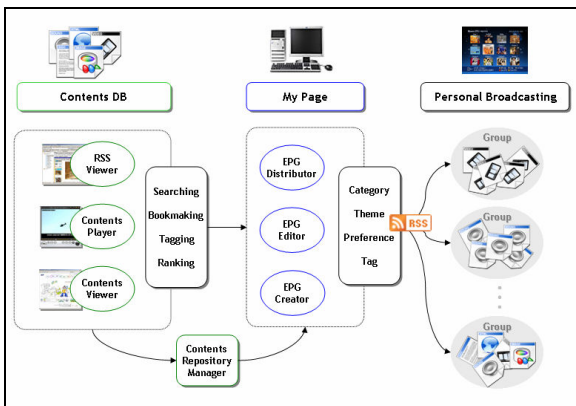 Contents DB
My Page
Personal Broadcasting
RSS
Viewer
Contents
Player
Contents
Viewer
Searching
Bookmaking
Tagging
Ranking
EPG
Distributor
EPG
Editor
EPG
Creator
Category
Theme
Preference
Tag
RSS
Group
Group
Group
Contents
Repository
Manager